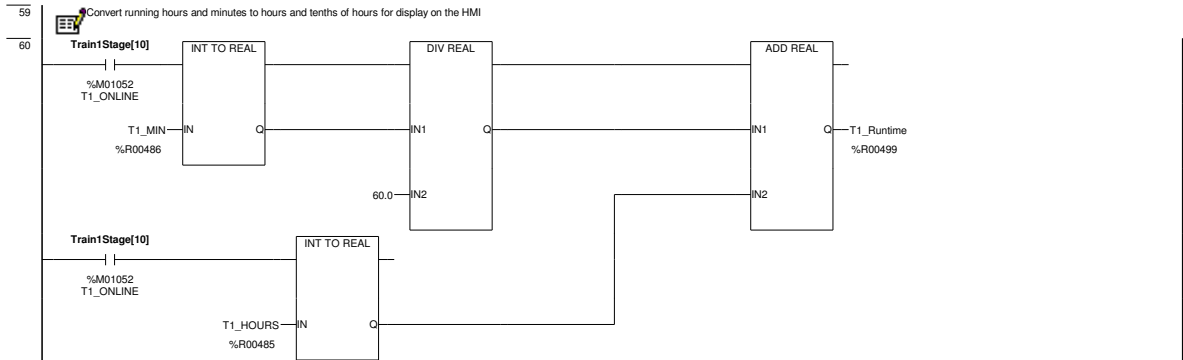 59 Convert running hours and minutes to hours and tenths of hours for display on the HMI
60
Train1Stage[10] INT TO REAL DIV REAL ADD REAL
%M01052
T1_ONLINE
T1_MIN IN Q IN1 Q IN1 Q T1_Runtime
%R00486 %R00499
60.0 IN2 IN2
Train1Stage[10] INT TO REAL
%M01052
T1_ONLINE
T1_HOURS IN Q
%R00485